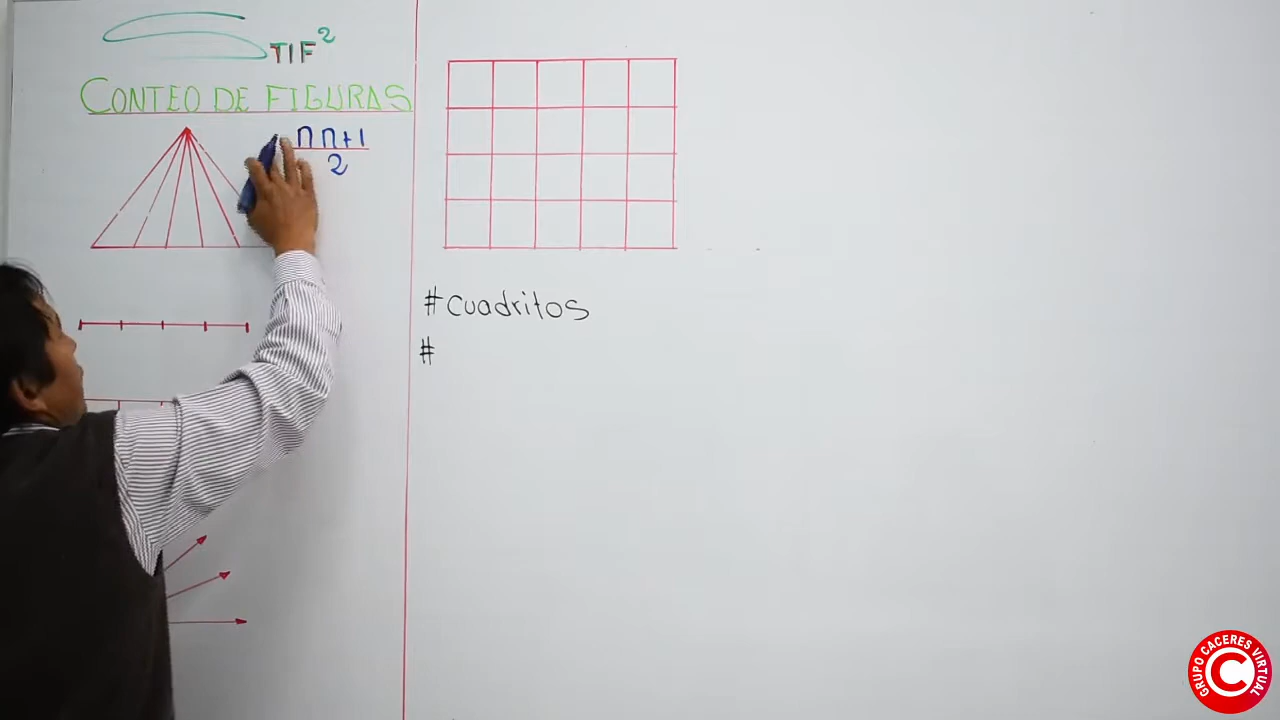 TIF²
CONTEO DE FIGURAS
n n+1
2
#cuadritos
#
GRUPO CACERES VIRTUAL
C